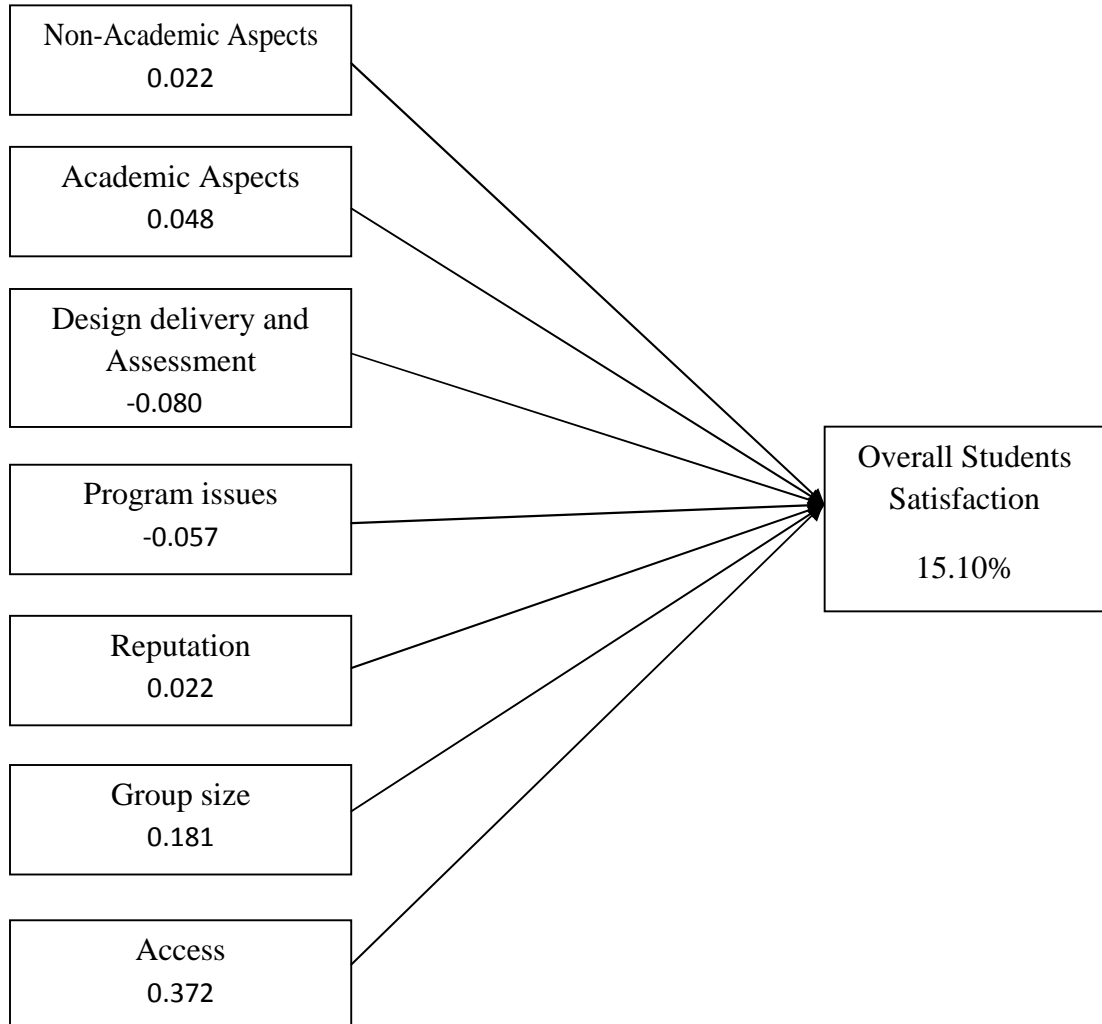 Non-Academic Aspects
0.022
Academic Aspects
0.048
Design delivery and
Assessment
-0.080
Program issues
-0.057
Reputation
0.022
Group size
0.181
Access
0.372
Overall Students
Satisfaction
15.10%